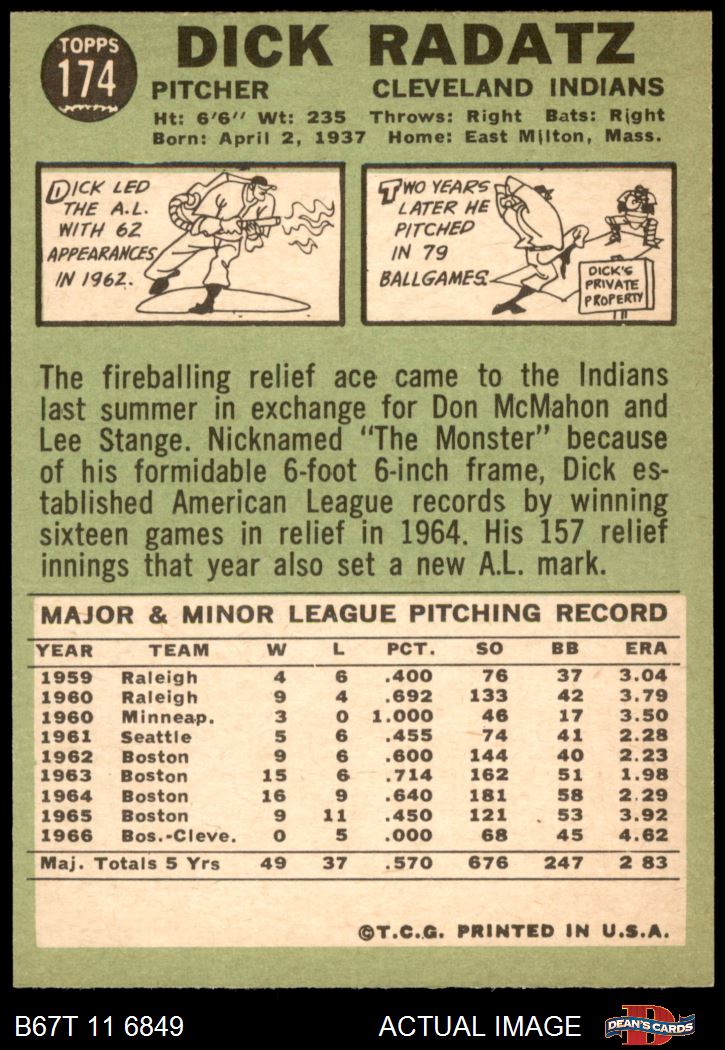 TOPPS
174
DICK RADATZ
PITCHER CLEVELAND INDIANS
Ht: 6'6" Wt: 235 Throws: Right Bats: Right
Born: April 2, 1937 Home: East Milton, Mass.
DICK LED
THE A.L.
WITH 62
APPEARANCES
IN 1962.
TWO YEARS
LATER HE
PITCHED
IN 79
BALLGAMES.
DICK'S
PRIVATE
PROPERTY
The fireballing relief ace came to the Indians
last summer in exchange for Don McMahon and
Lee Stange. Nicknamed "The Monster" because
of his formidable 6-foot 6-inch frame, Dick es-
tablished American League records by winning
sixteen games in relief in 1964. His 157 relief
innings that year also set a new A.L. mark.
MAJOR & MINOR LEAGUE PITCHING RECORD
YEAR TEAM W L PCT. SO BB ERA
1959 Raleigh 4 6 .400 76 37 3.04
1960 Raleigh 9 4 .692 133 42 3.79
1960 Minneap. 3 0 1.000 46 17 3.50
1961 Seattle 5 6 .455 74 41 2.28
1962 Boston 9 6 .600 144 40 2.23
1963 Boston 15 6 .714 162 51 1.98
1964 Boston 16 9 .640 181 58 2.29
1965 Boston 9 11 .450 121 53 3.92
1966 Bos.-Cleve. 0 5 .000 68 45 4.62
Maj. Totals 5 Yrs 49 37 .570 676 247 2 83
©T.C.G. PRINTED IN U.S.A.
B67T 11 6849 ACTUAL IMAGE
D
DEAN'S CARDS